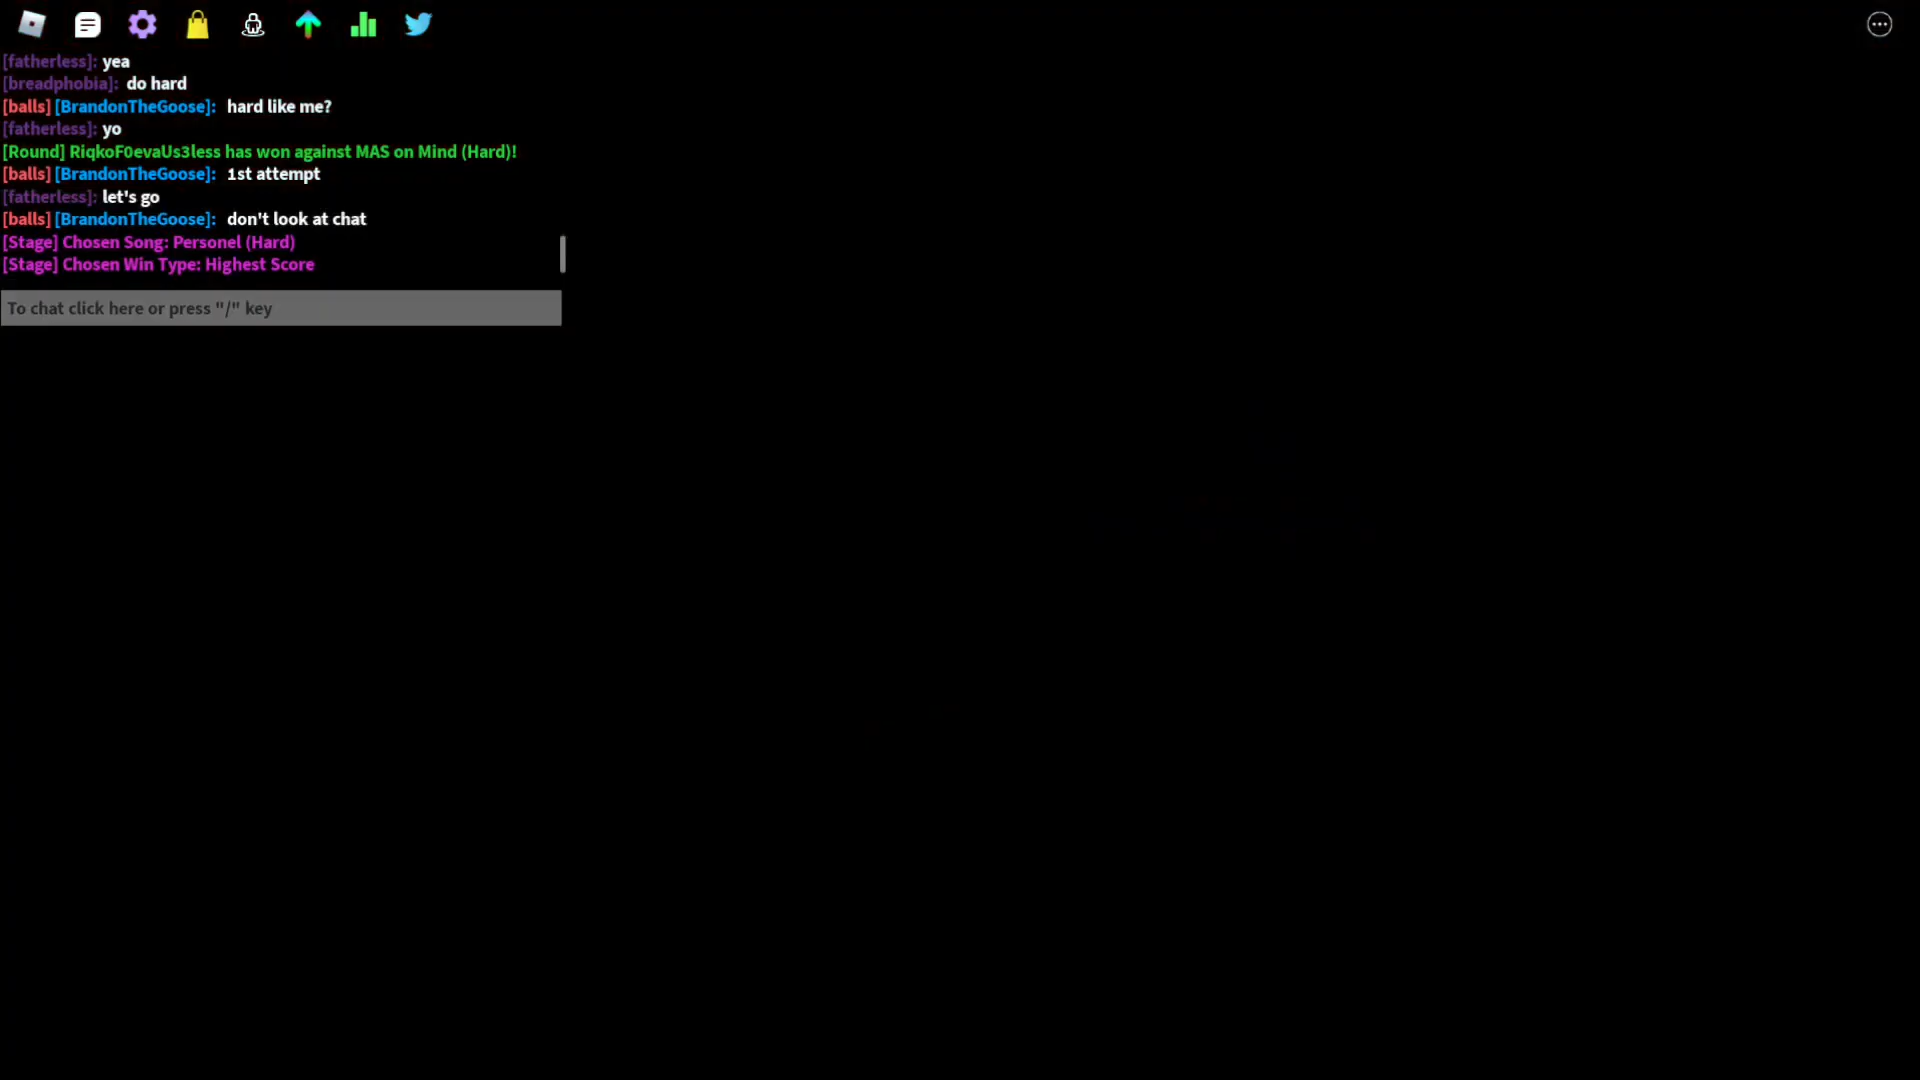 [fatherless]: yea
[breadphobia]: do hard
[balls] [BrandonTheGoose]: hard like me?
[fatherless]: yo
[Round] RiqkoF0evaUs3less has won against MAS on Mind (Hard)!
[balls] [BrandonTheGoose]: 1st attempt
[fatherless]: let's go
[balls] [BrandonTheGoose]: don't look at chat
[Stage] Chosen Song: Personel (Hard)
[Stage] Chosen Win Type: Highest Score
To chat click here or press "/" key